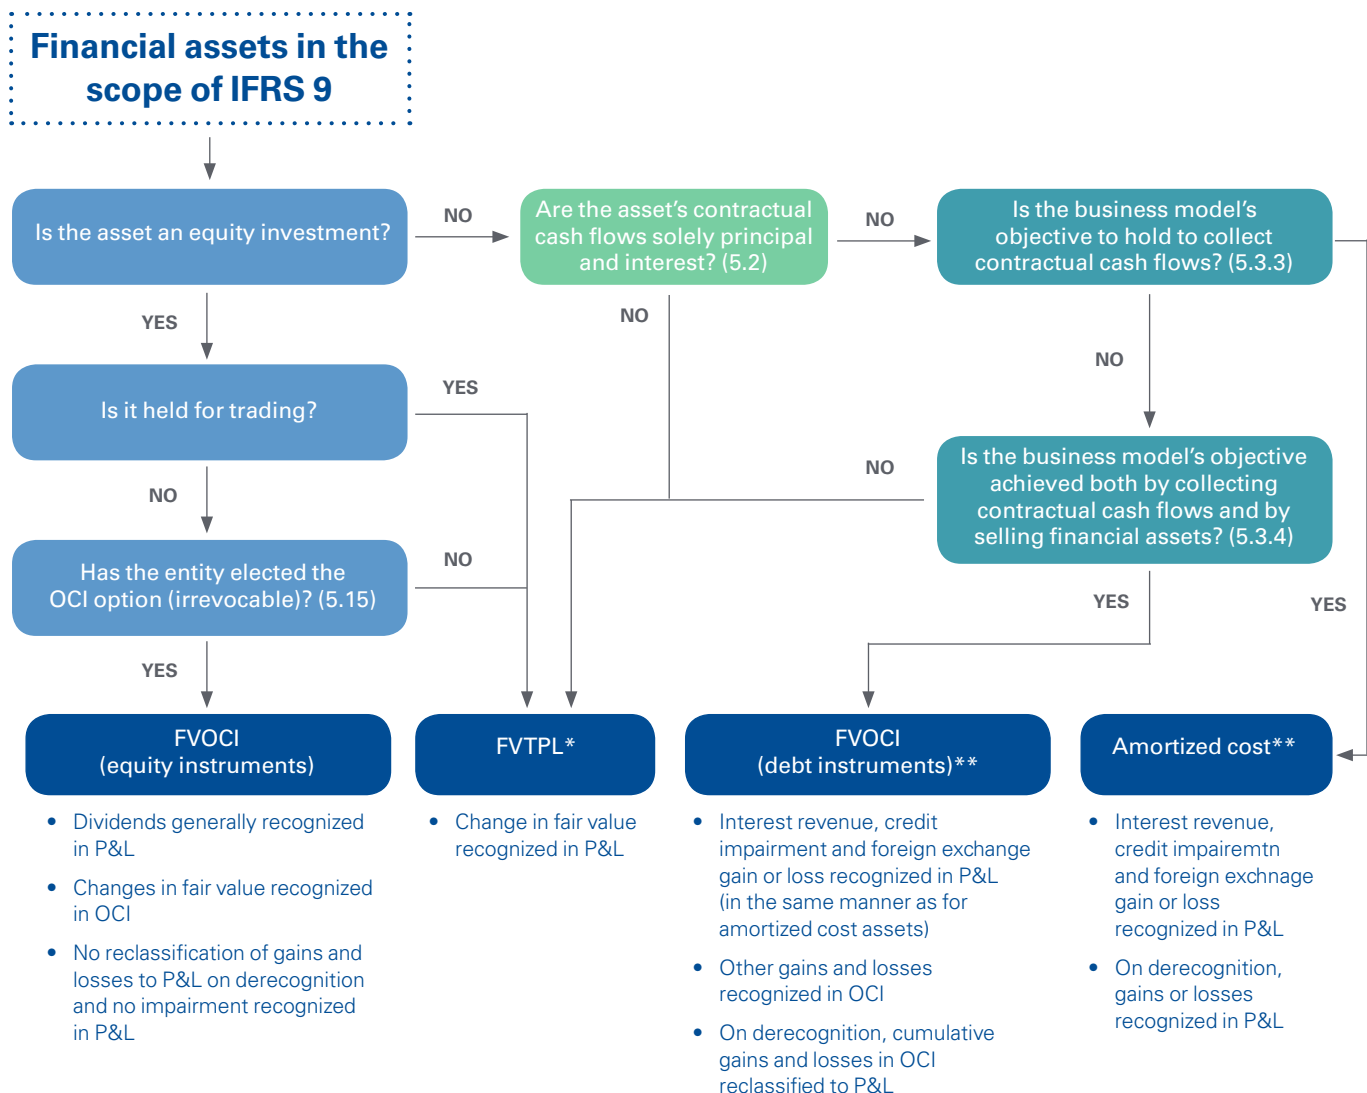 Financial assets in the
scope of IFRS 9
Is the asset an equity investment?
NO
Are the asset's contractual
cash flows solely principal
and interest? (5.2)
NO
Is the business model's
objective to hold to collect
contractual cash flows? (5.3.3)
YES
NO
NO
Is it held for trading?
YES
NO
Is the business model's objective
achieved both by collecting
contractual cash flows and by
selling financial assets? (5.3.4)
NO
Has the entity elected the
OCI option (irrevocable)? (5.15)
NO
YES
YES
YES
FVOCI
(equity instruments)
FVTPL*
FVOCI
(debt instruments)**
Amortized cost**
• Dividends generally recognized
in P&L
• Changes in fair value recognized
in OCI
• No reclassification of gains and
losses to P&L on derecognition
and no impairment recognized
in P&L
• Change in fair value
recognized in P&L
• Interest revenue, credit
impairment and foreign exchange
gain or loss recognized in P&L
(in the same manner as for
amortized cost assets)
• Other gains and losses
recognized in OCI
• On derecognition, cumulative
gains and losses in OCI
reclassified to P&L
• Interest revenue,
credit impairemtn
and foreign exchnage
gain or loss
recognized in P&L
• On derecognition,
gains or losses
recognized in P&L